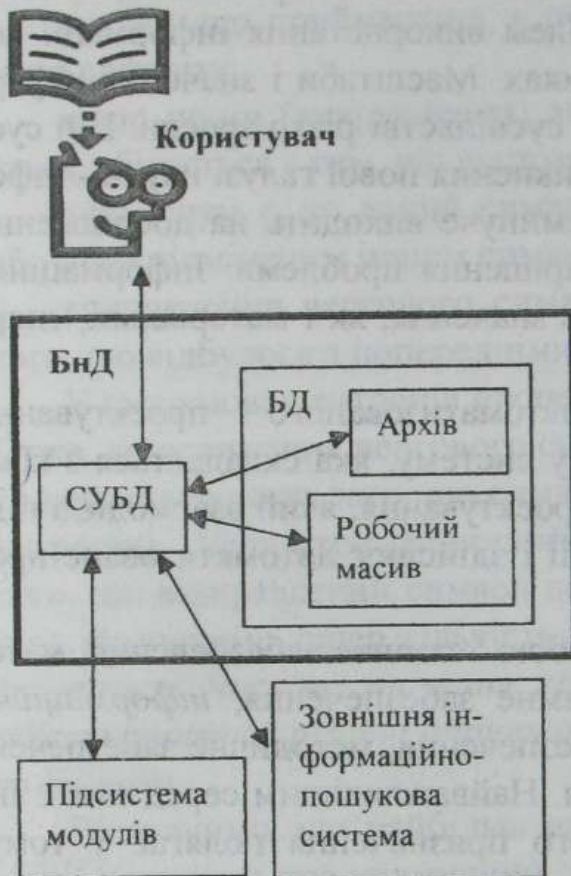 Користувач
БнД
БД
Архів
СУБД
Робочий
масив
Зовнішня ін-
формаційно-
пошукова
система
Підсистема
модулів